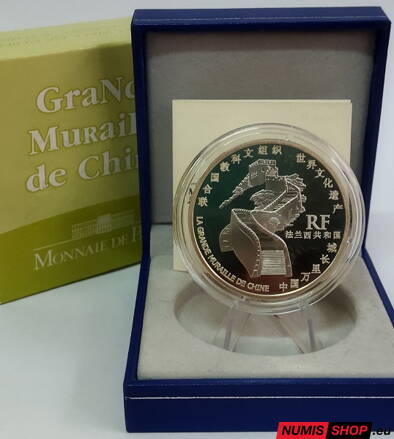 GraNd
MuRaiL
de Chin
MONNAIE DE P
联合国教科文组织 世界文化遗产
RF
法兰西共和国
LA GRANDE MURAILLE DE CHINE
中国万里长城
NUMIS SHOP.eu